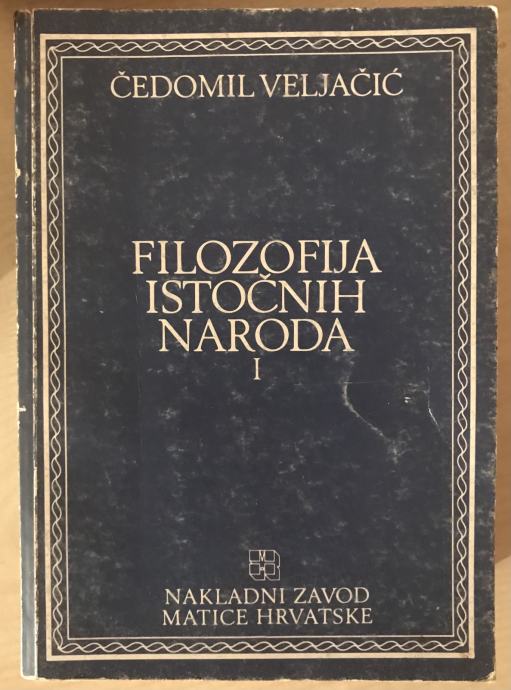 ČEDOMIL VELJAČIĆ
FILOZOFIJA
ISTOČNIH
NARODA
I
NAKLADNI ZAVOD
MATICE HRVATSKE